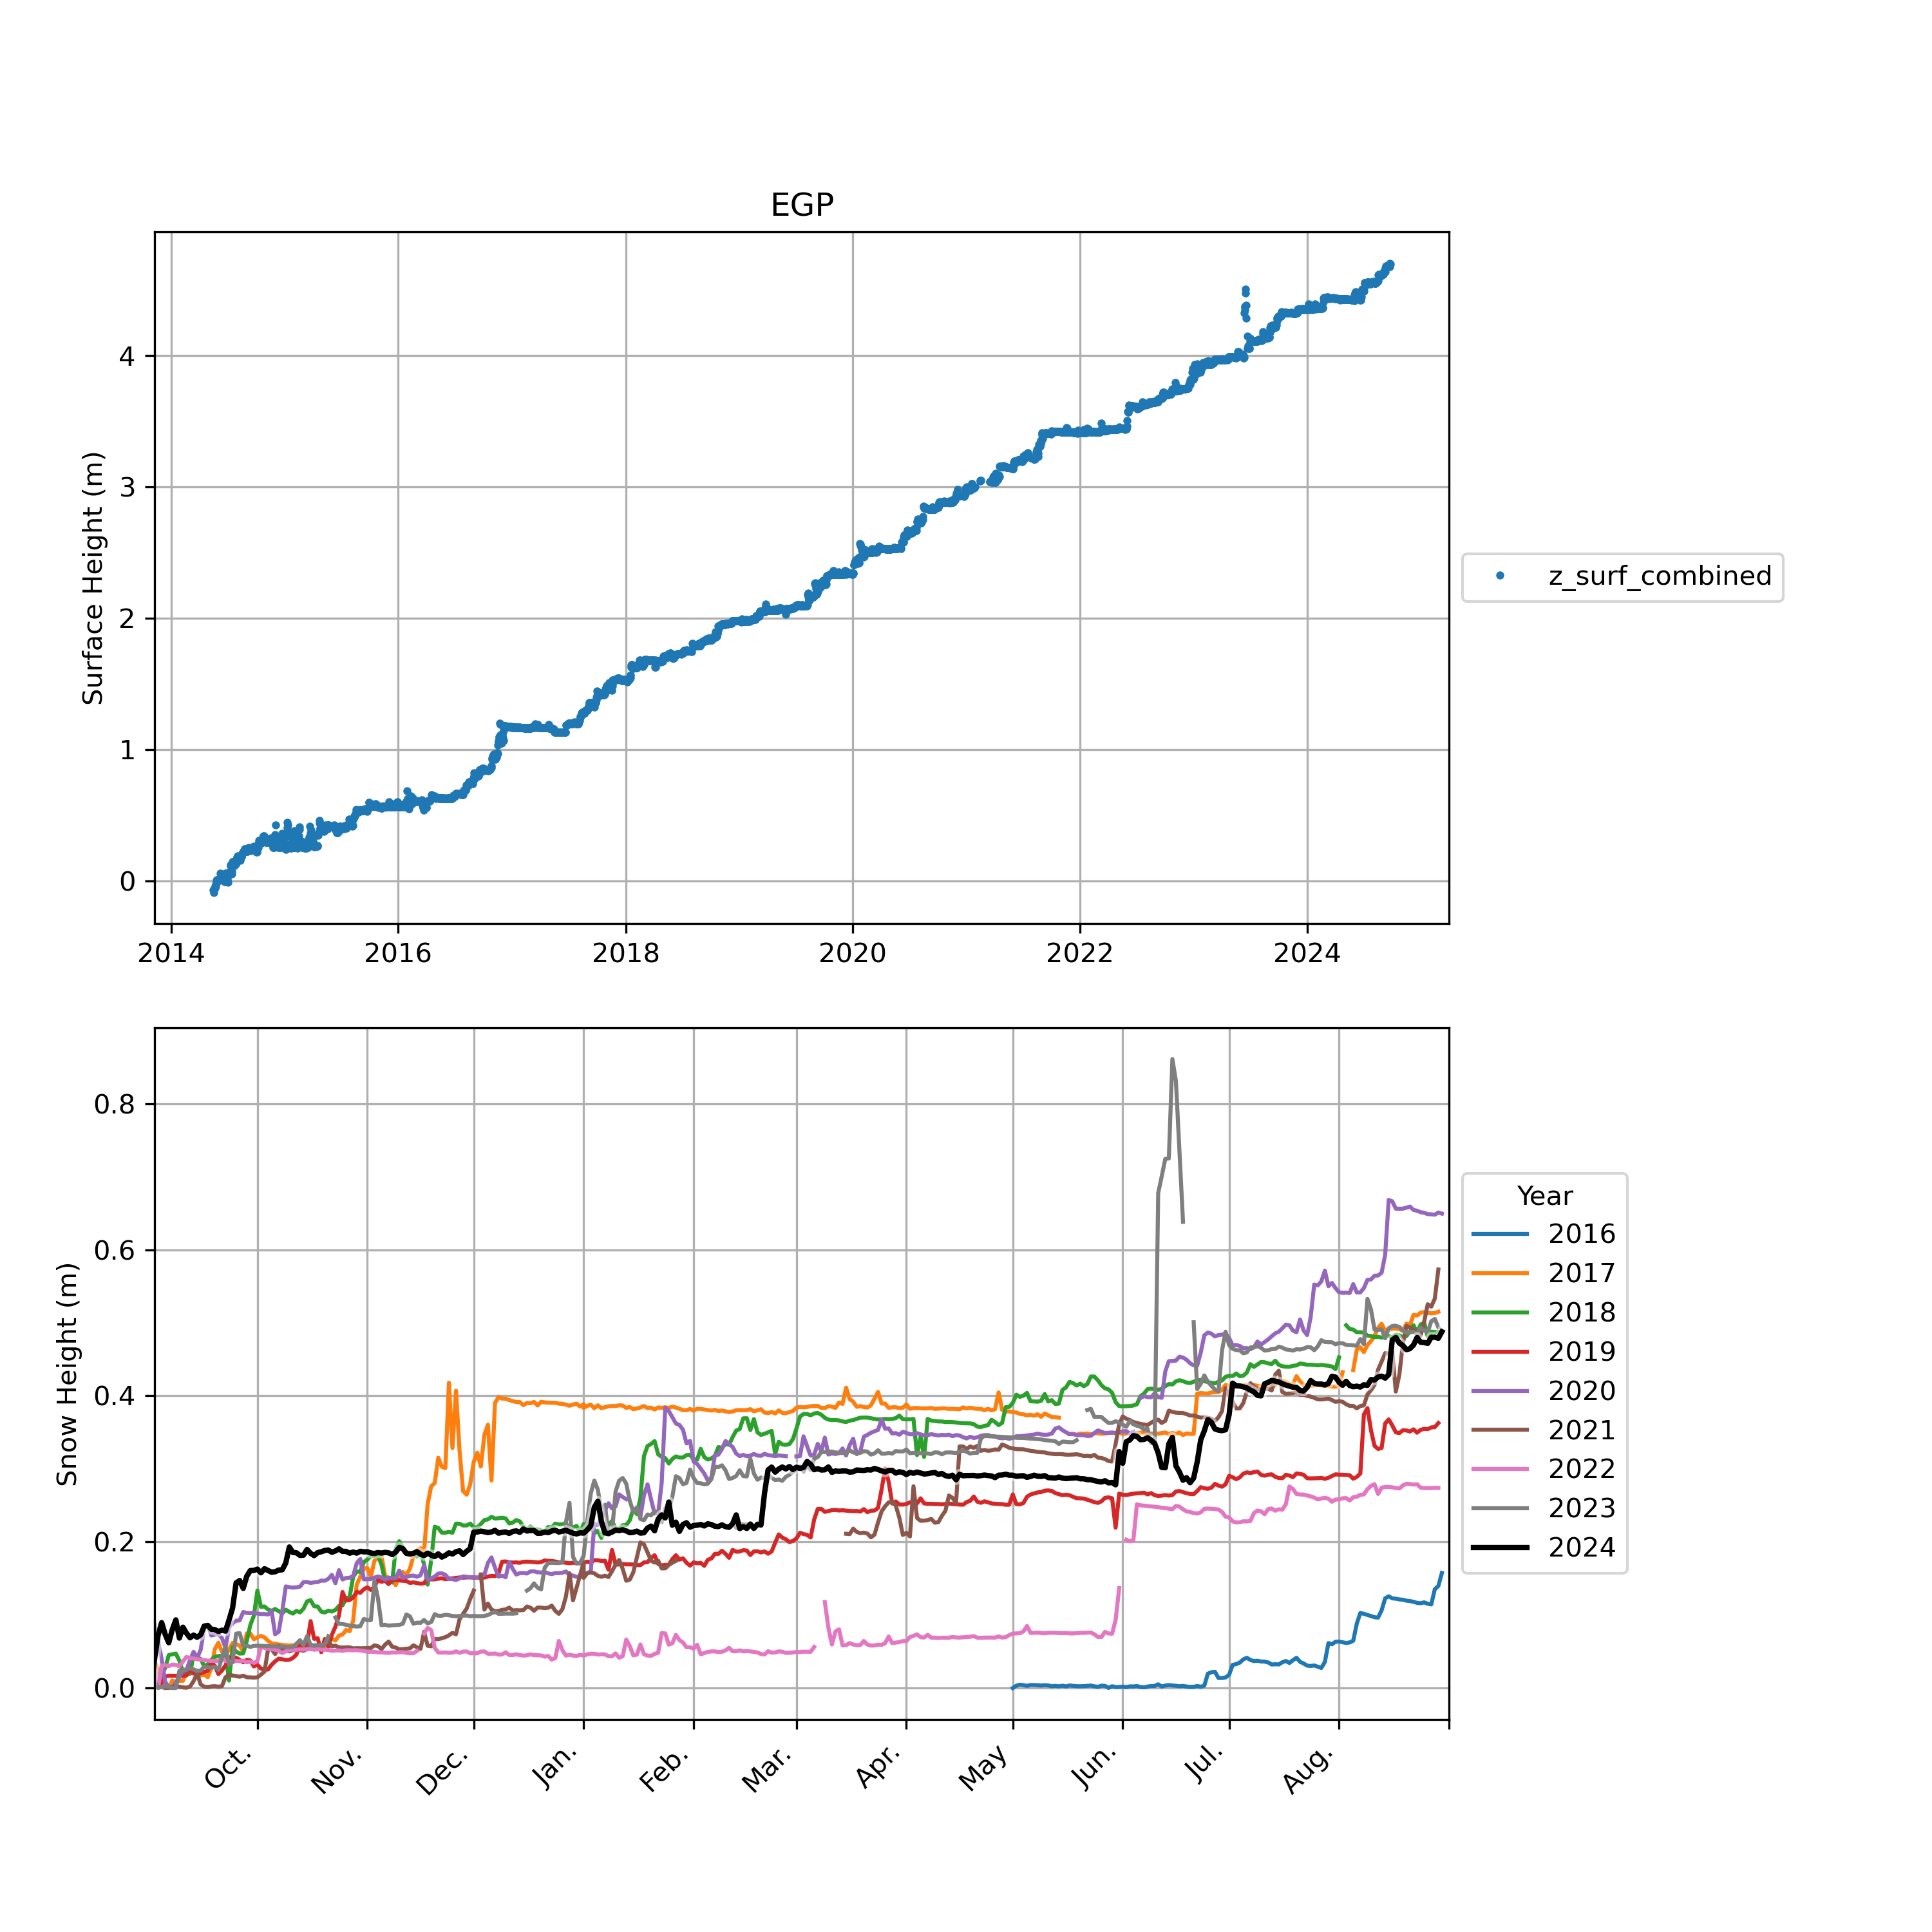 EGP
Surface Height (m)
4
3
2
1
0
2014 2016 2018 2020 2022 2024
z_surf_combined
Snow Height (m)
0.8
0.6
0.4
0.2
0.0
Oct. Nov. Dec. Jan. Feb. Mar. Apr. May Jun. Jul. Aug.
Year
2016
2017
2018
2019
2020
2021
2022
2023
2024